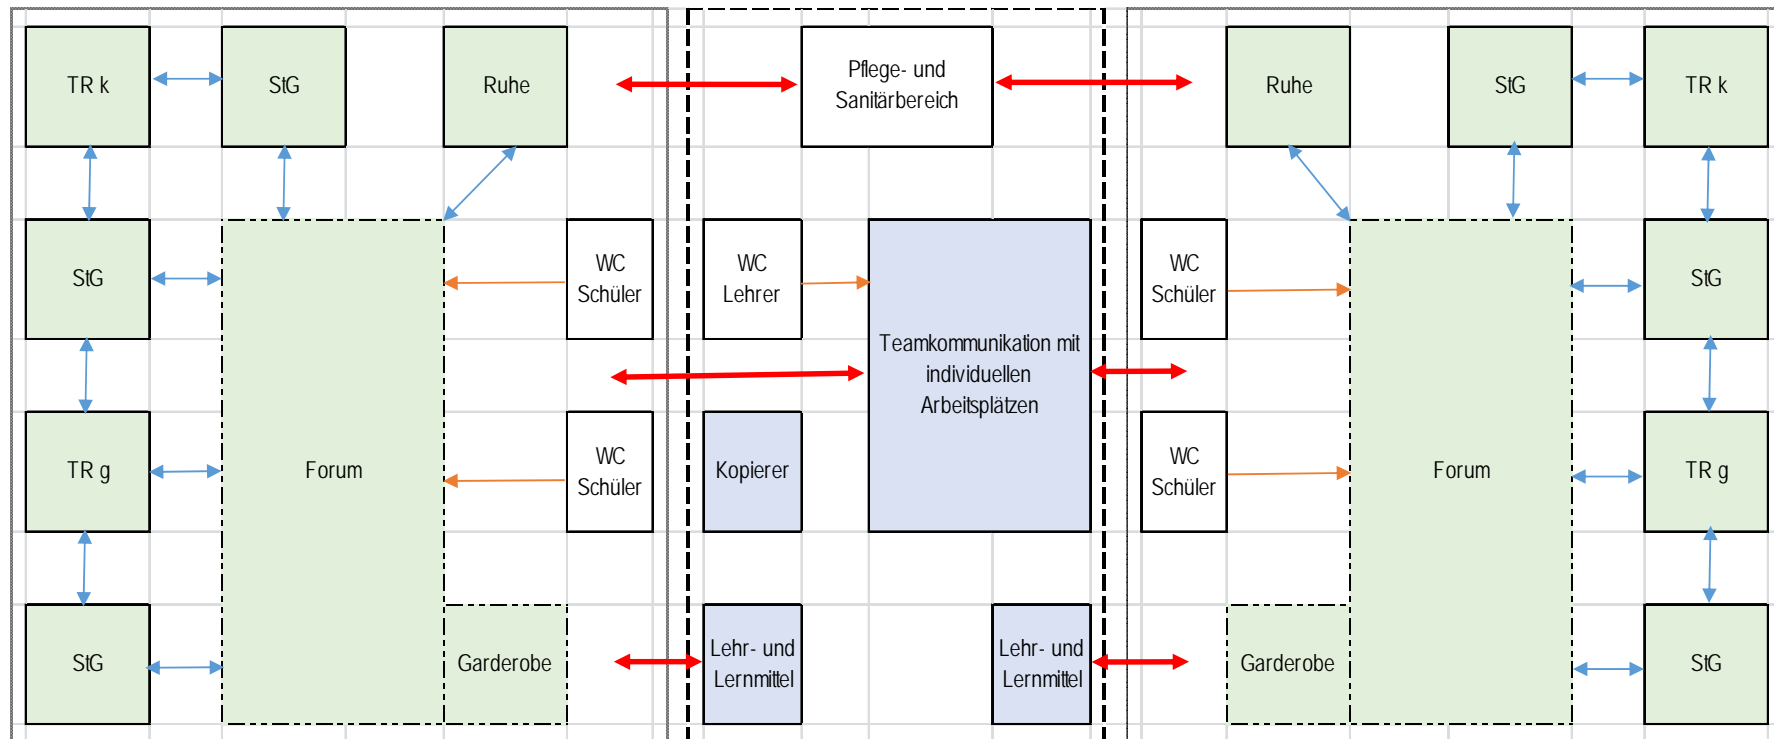 TR k
StG
Ruhe
Pflege- und
Sanitärbereich
Ruhe
StG
TR k
StG
WC
Schüler
WC
Lehrer
Teamkommunikation mit
individuellen
Arbeitsplätzen
WC
Schüler
StG
TR g
Forum
WC
Schüler
Kopierer
WC
Schüler
Forum
TR g
StG
Garderobe
Lehr- und
Lernmittel
Lehr- und
Lernmittel
Garderobe
StG